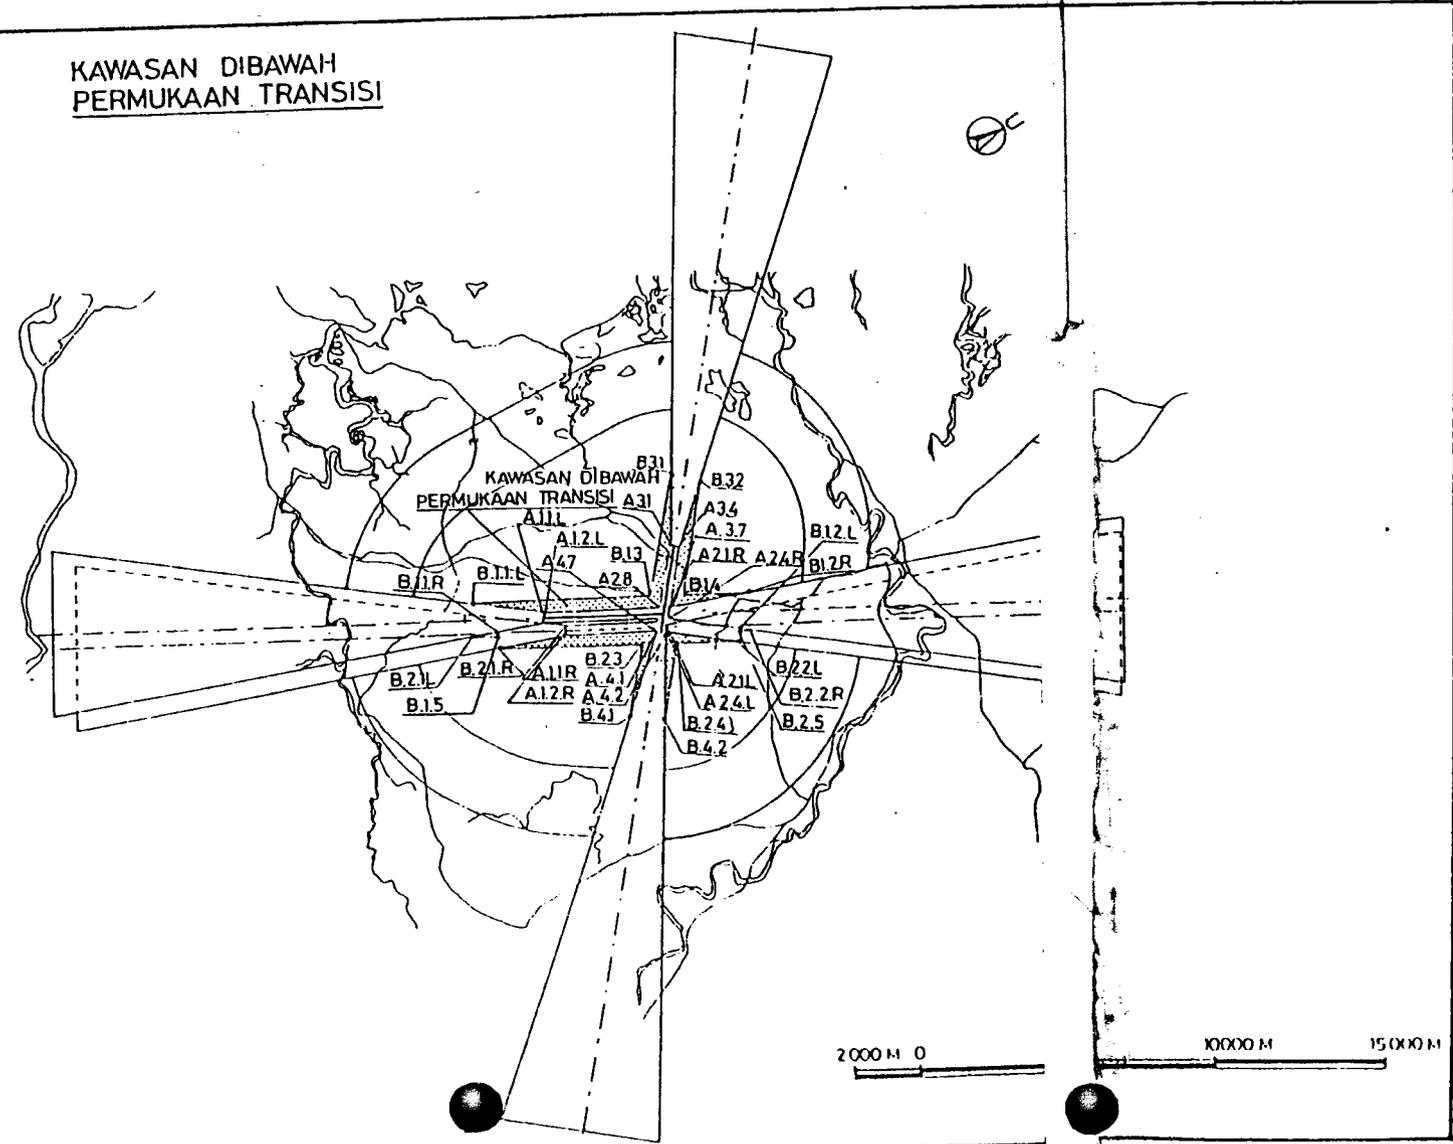 KAWASAN DIBAWAH
PERMUKAAN TRANSISI
U
B.3.1
KAWASAN DIBAWAH
PERMUKAAN TRANSISI
A.3.1
B.3.2
A.3.4
A.3.7
A.1.1.L
A.1.2.L
A.4.7
B.1.3
A.2.8
A.2.1.R
A.2.4.R
B.1.2.L
B.1.2.R
B.1.4
B.1.1.R
B.1.1.L
B.2.1.L
B.1.5
B.2.1.R
A.1.1.R
A.1.2.R
B.2.3
A.4.1
A.4.2
B.4.1
A.2.1.L
A.2.4.L
B.2.4
B.4.2
B.2.2.L
B.2.2.R
B.2.5
2000 M 0
10000 M
15000 M